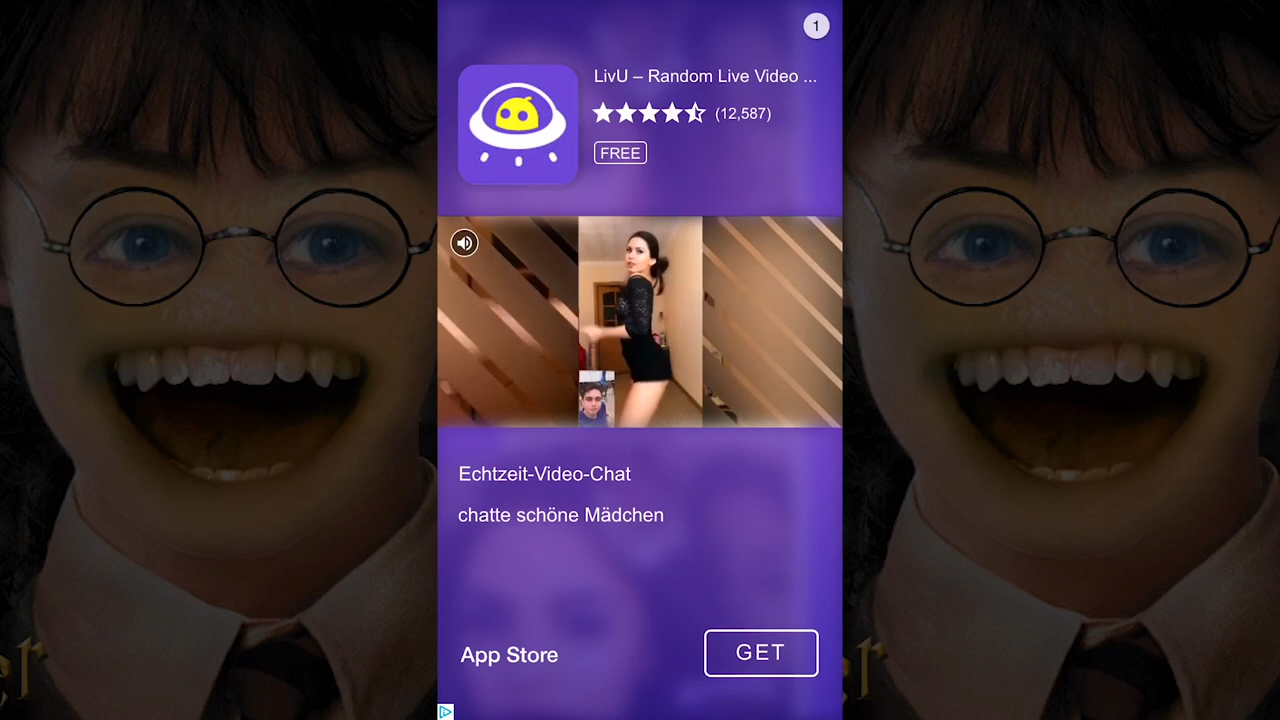 1
LivU – Random Live Video ...
(12,587)
FREE
Echtzeit-Video-Chat
chatte schöne Mädchen
App Store
GET